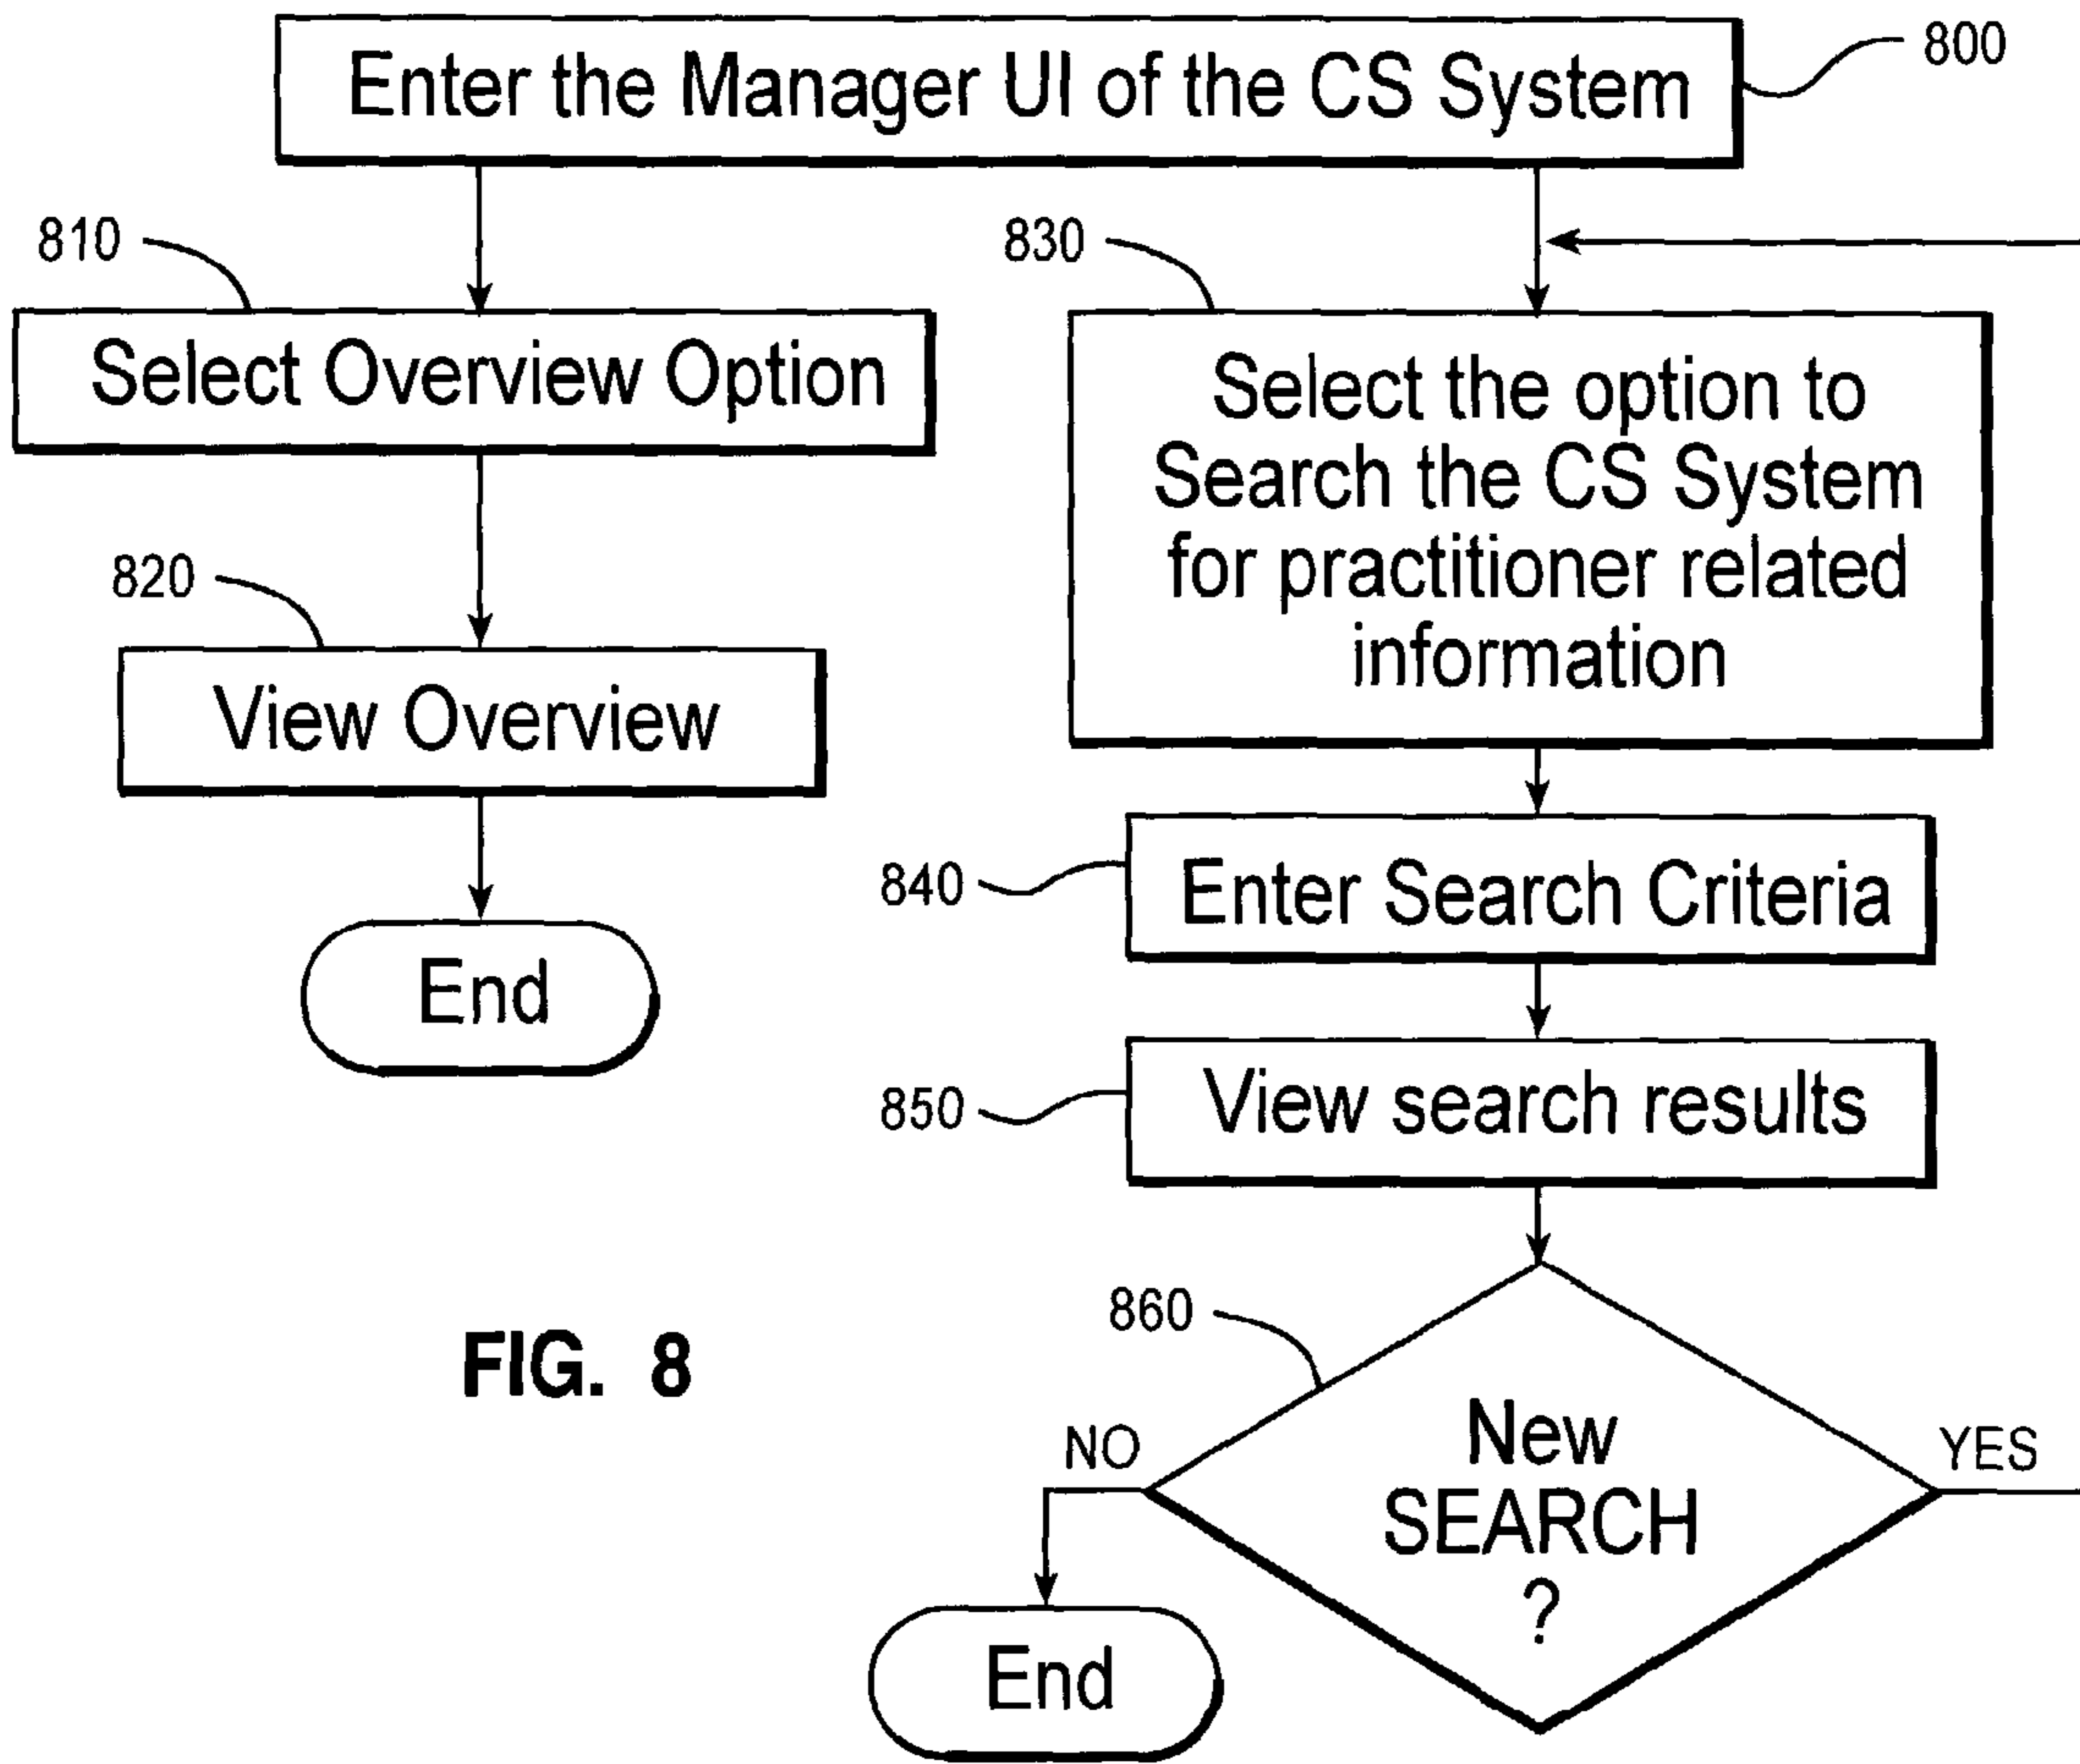 Enter the Manager UI of the CS System
800
810
Select Overview Option
820
View Overview
End
830
Select the option to
Search the CS System
for practitioner related
information
840
Enter Search Criteria
850
View search results
860
New
SEARCH
?
NO
YES
End
FIG. 8